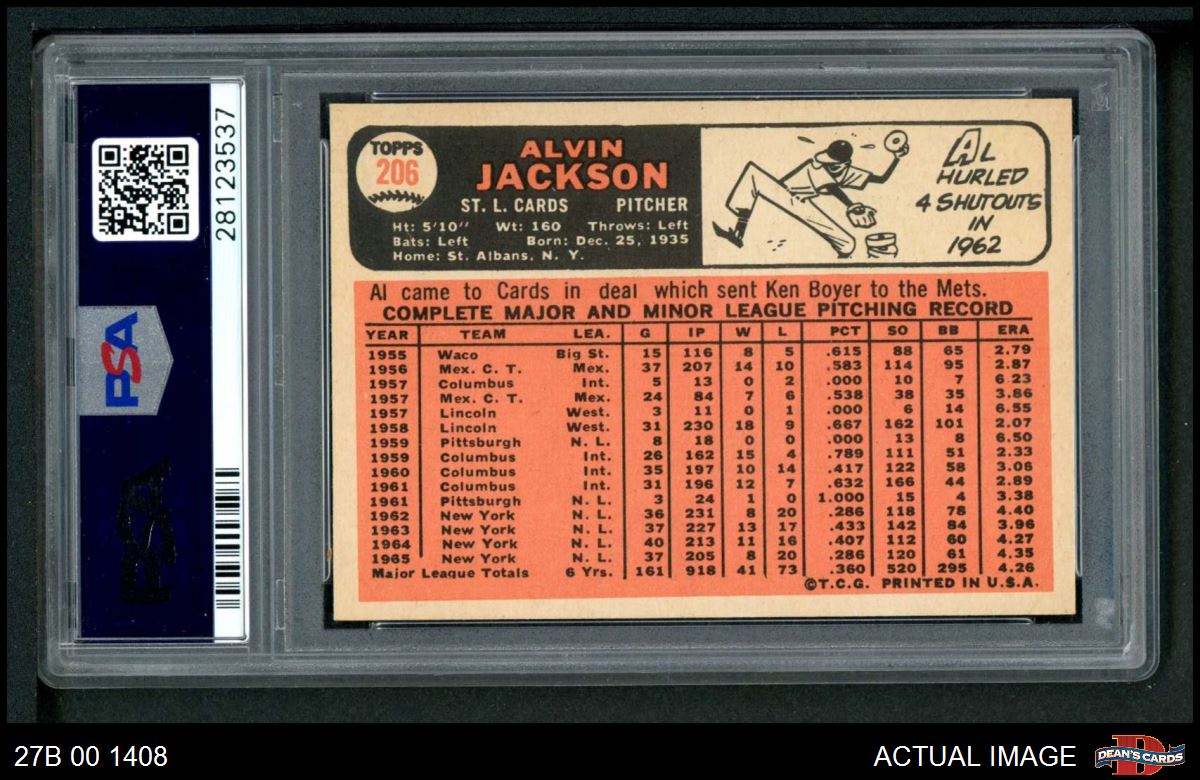 28123537
PSA
PSA
TOPPS
206
ALVIN
JACKSON
ST. L. CARDS PITCHER
Ht: 5'10" Wt: 160 Throws: Left
Bats: Left Born: Dec. 25, 1935
Home: St. Albans, N. Y.
AL
HURLED
4 SHUTOUTS
IN
1962
Al came to Cards in deal which sent Ken Boyer to the Mets.
COMPLETE MAJOR AND MINOR LEAGUE PITCHING RECORD
YEAR TEAM LEA. G IP W L PCT SO BB ERA
1955 Waco Big St. 15 116 8 5 .615 88 65 2.79
1956 Mex. C. T. Mex. 37 207 14 10 .583 114 95 2.87
1957 Columbus Int. 5 13 0 2 .000 10 7 6.23
1957 Mex. C. T. Mex. 24 84 7 6 .538 38 35 3.86
1957 Lincoln West. 3 11 0 1 .000 6 14 6.55
1958 Lincoln West. 31 230 18 9 .667 162 101 2.07
1959 Pittsburgh N. L. 8 18 0 0 .000 13 8 6.50
1959 Columbus Int. 26 162 15 4 .789 111 51 2.33
1960 Columbus Int. 35 197 10 14 .417 122 58 3.06
1961 Columbus Int. 31 196 12 7 .632 166 44 2.89
1961 Pittsburgh N. L. 3 24 1 0 1.000 15 4 3.38
1962 New York N. L. 36 231 8 20 .286 118 78 4.40
1963 New York N. L. 37 227 13 17 .433 142 84 3.96
1964 New York N. L. 40 213 11 16 .407 112 60 4.27
1965 New York N. L. 37 205 8 20 .286 120 61 4.35
Major League Totals 6 Yrs. 161 918 41 73 .360 520 295 4.26
©T.C.G. PRINTED IN U.S.A.
27B 00 1408
ACTUAL IMAGE
D
DEAN'S CARDS